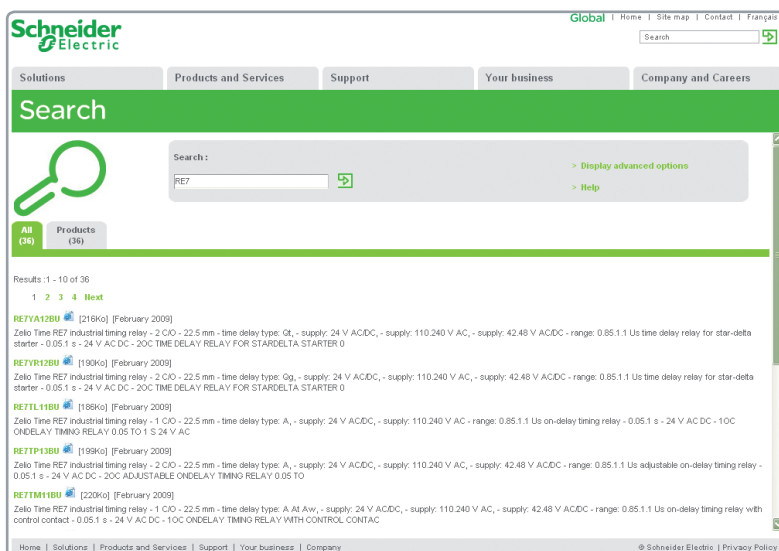 Global | Home | Site map | Contact | Français
Schneider
Electric
Search
Solutions
Products and Services
Support
Your business
Company and Careers
Search
Search :
RE7
> Display advanced options
> Help
All
(36)
Products
(36)
Results :1 - 10 of 36
1 2 3 4 Next
RE7YA12BU [216Ko] [February 2009]
Zelio Time RE7 industrial timing relay - 2 C/O - 22.5 mm - time delay type: Qt, - supply: 24 V AC/DC, - supply: 110.240 V AC, - supply: 42.48 V AC/DC - range: 0.85.1.1 Us time delay relay for star-delta
starter - 0.05.1 s - 24 V AC DC - 2OC TIME DELAY RELAY FOR STARDELTA STARTER 0
RE7YR12BU [190Ko] [February 2009]
Zelio Time RE7 industrial timing relay - 2 C/O - 22.5 mm - time delay type: Qg, - supply: 24 V AC/DC, - supply: 110.240 V AC, - supply: 42.48 V AC/DC - range: 0.85.1.1 Us time delay relay for star-delta
starter - 0.05.1 s - 24 V AC DC - 2OC TIME DELAY RELAY FOR STARDELTA STARTER 0
RE7TL11BU [186Ko] [February 2009]
Zelio Time RE7 industrial timing relay - 1 C/O - 22.5 mm - time delay type: A, - supply: 24 V AC/DC, - supply: 110.240 V AC - range: 0.85.1.1 Us on-delay timing relay - 0.05.1 s - 24 V AC DC - 1OC
ONDELAY TIMING RELAY 0.05 TO 1 S 24 V AC
RE7TP13BU [199Ko] [February 2009]
Zelio Time RE7 industrial timing relay - 2 C/O - 22.5 mm - time delay type: A, - supply: 24 V AC/DC, - supply: 110.240 V AC, - supply: 42.48 V AC/DC - range: 0.85.1.1 Us adjustable on-delay timing relay -
0.05.1 s - 24 V AC DC - 2OC ADJUSTABLE ONDELAY TIMING RELAY 0.05 TO
RE7TM11BU [220Ko] [February 2009]
Zelio Time RE7 industrial timing relay - 1 C/O - 22.5 mm - time delay type: A At Aw, - supply: 24 V AC/DC, - supply: 110.240 V AC, - supply: 42.48 V AC/DC - range: 0.85.1.1 Us on-delay timing relay with
control contact - 0.05.1 s - 24 V AC DC - 1OC ONDELAY TIMING RELAY WITH CONTROL CONTAC
Home | Solutions | Products and Services | Support | Your business | Company
© Schneider Electric | Privacy Policy